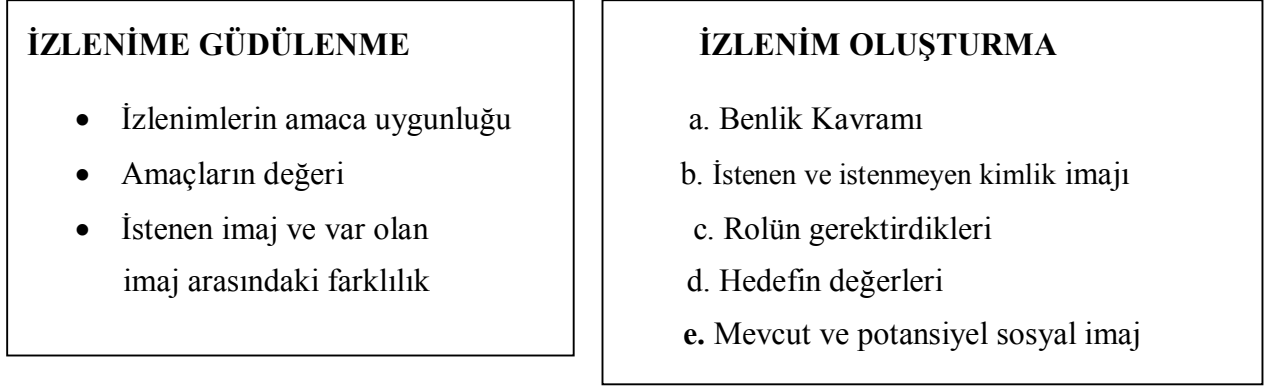 İZLENİME GÜDÜLENME
• İzlenimlerin amaca uygunluğu
• Amaçların değeri
• İstenen imaj ve var olan
imaj arasındaki farklılık
İZLENİM OLUŞTURMA
a. Benlik Kavramı
b. İstenen ve istenmeyen kimlik imajı
c. Rolün gerektirdikleri
d. Hedefin değerleri
e. Mevcut ve potansiyel sosyal imaj